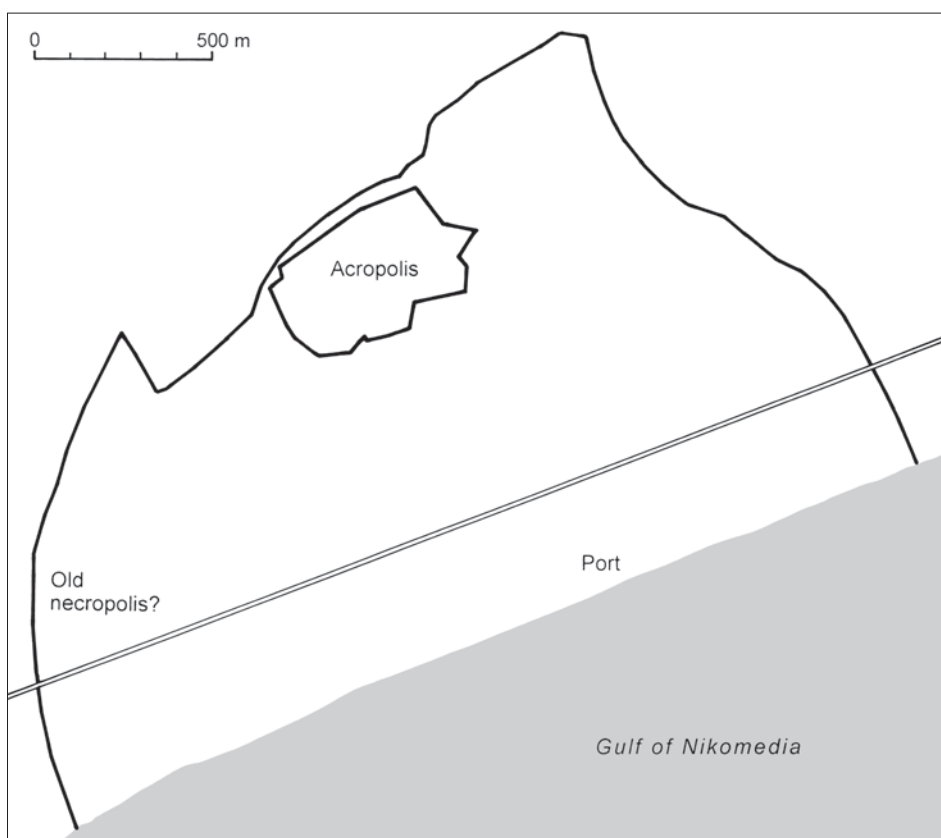 0 500 m
Acropolis
Old
necropolis?
Port
Gulf of Nikomedia